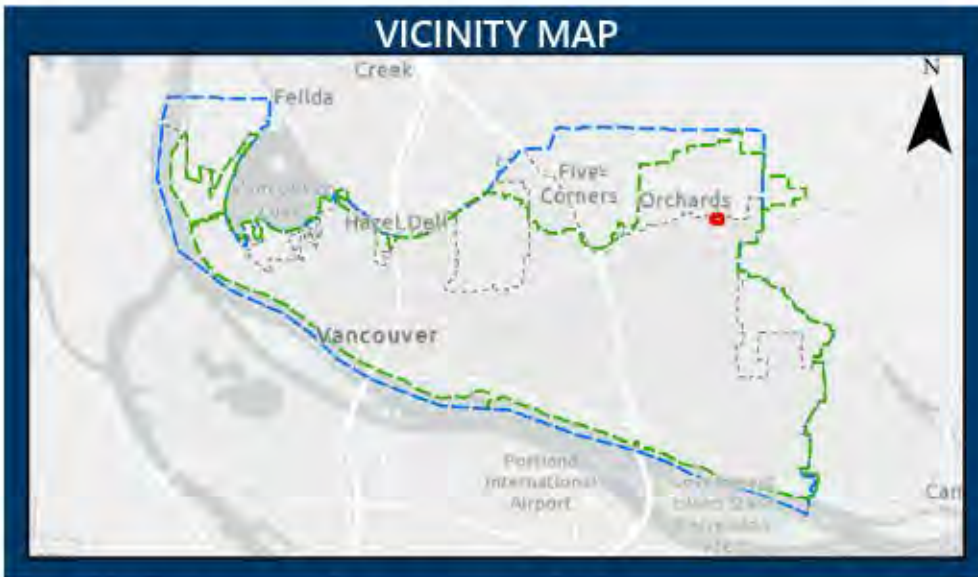 VICINITY MAP
N
Creek
Felida
Five-
Corners
Orchards
Hazel Dell
Vancouver
Portland
International
Airport